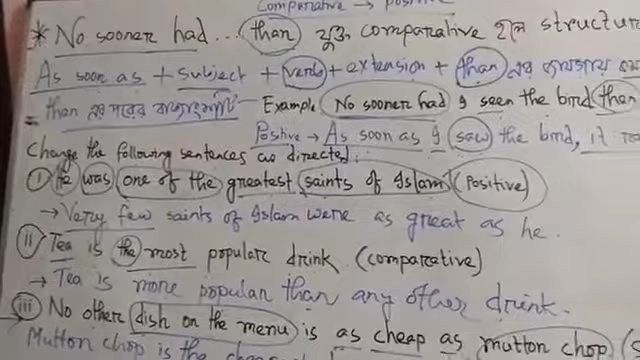 Comparative → positive
* No sooner had... than যুক্ত comparative হলে structure
As soon as + subject + verb + extension + than এর
= than এর পরের Example No sooner had I seen the bird than
Positive → As soon as I saw the bird, it
Change the following sentences as directed:
(i) He was one of the greatest saints of Islam (Positive)
→ Very few saints of Islam were as great as he.
(ii) Tea is the most popular drink. (comparative)
→ Tea is more popular than any other drink.
(iii) No other dish on the menu is as cheap as mutton chop (
Mutton chop is the